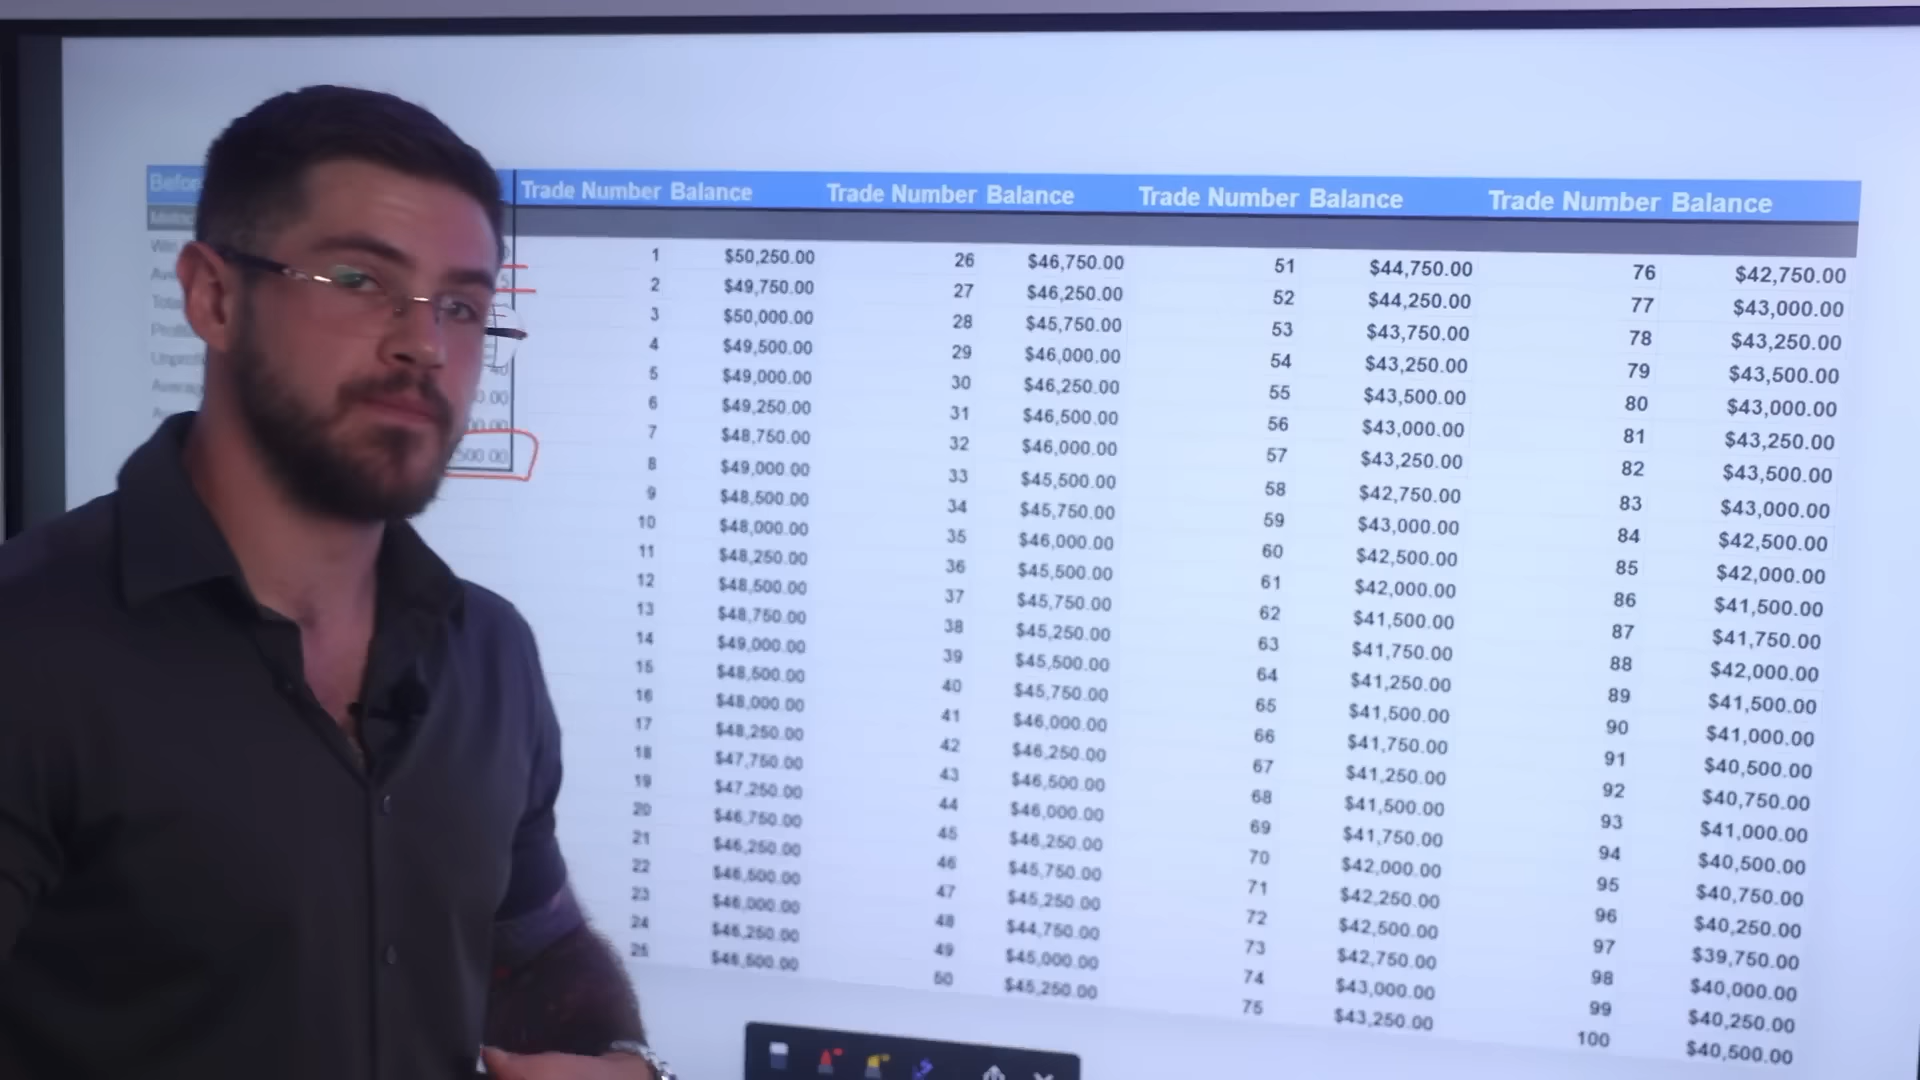 Trade Number Balance Trade Number Balance Trade Number Balance Trade Number Balance
1 $50,250.00 26 $46,750.00 51 $44,750.00 76 $42,750.00
2 $49,750.00 27 $46,250.00 52 $44,250.00 77 $43,000.00
3 $50,000.00 28 $45,750.00 53 $43,750.00 78 $43,250.00
4 $49,500.00 29 $46,000.00 54 $43,250.00 79 $43,500.00
5 $49,000.00 30 $46,250.00 55 $43,500.00 80 $43,000.00
6 $49,250.00 31 $46,500.00 56 $43,000.00 81 $43,250.00
7 $48,750.00 32 $46,000.00 57 $43,250.00 82 $43,500.00
8 $49,000.00 33 $45,500.00 58 $42,750.00 83 $43,000.00
9 $48,500.00 34 $45,750.00 59 $43,000.00 84 $42,500.00
10 $48,000.00 35 $46,000.00 60 $42,500.00 85 $42,000.00
11 $48,250.00 36 $45,500.00 61 $42,000.00 86 $41,500.00
12 $48,500.00 37 $45,750.00 62 $41,500.00 87 $41,750.00
13 $48,750.00 38 $45,250.00 63 $41,750.00 88 $42,000.00
14 $49,000.00 39 $45,500.00 64 $41,250.00 89 $41,500.00
15 $48,500.00 40 $45,750.00 65 $41,500.00 90 $41,000.00
16 $48,000.00 41 $46,000.00 66 $41,750.00 91 $40,500.00
17 $48,250.00 42 $46,250.00 67 $41,250.00 92 $40,750.00
18 $47,750.00 43 $46,500.00 68 $41,500.00 93 $41,000.00
19 $47,250.00 44 $46,000.00 69 $41,750.00 94 $40,500.00
20 $46,750.00 45 $46,250.00 70 $42,000.00 95 $40,750.00
21 $46,250.00 46 $45,750.00 71 $42,250.00 96 $40,250.00
22 $46,500.00 47 $45,250.00 72 $42,500.00 97 $39,750.00
23 $46,000.00 48 $44,750.00 73 $42,750.00 98 $40,000.00
24 $46,250.00 49 $45,000.00 74 $43,000.00 99 $40,250.00
25 $46,500.00 50 $45,250.00 75 $43,250.00 100 $40,500.00